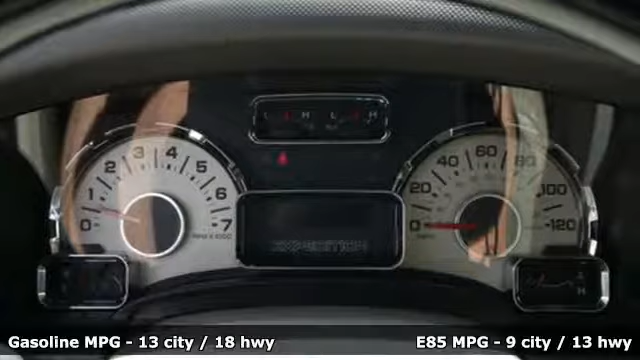 L H L H
0 1 2 3 4 5 6 7
RPM X 1000
0 20 40 60 80 100 120
EXPEDITION
H
Gasoline MPG - 13 city / 18 hwy
E85 MPG - 9 city / 13 hwy